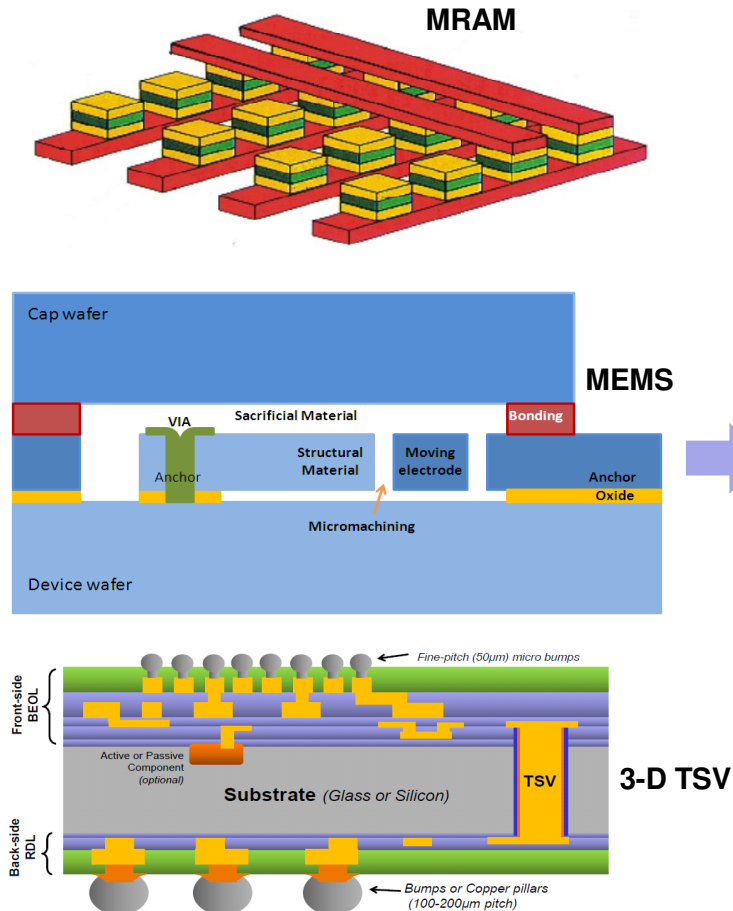 MRAM
Cap wafer
MEMS
VIA
Sacrificial Material
Bonding
Structural
Material
Moving
electrode
Anchor
Anchor
Oxide
Micromachining
Device wafer
Fine-pitch (50µm) micro bumps
Front-side
BEOL
Active or Passive
Component
(optional)
TSV
3-D TSV
Substrate (Glass or Silicon)
Back-side
RDL
Bumps or Copper pillars
(100-200µm pitch)